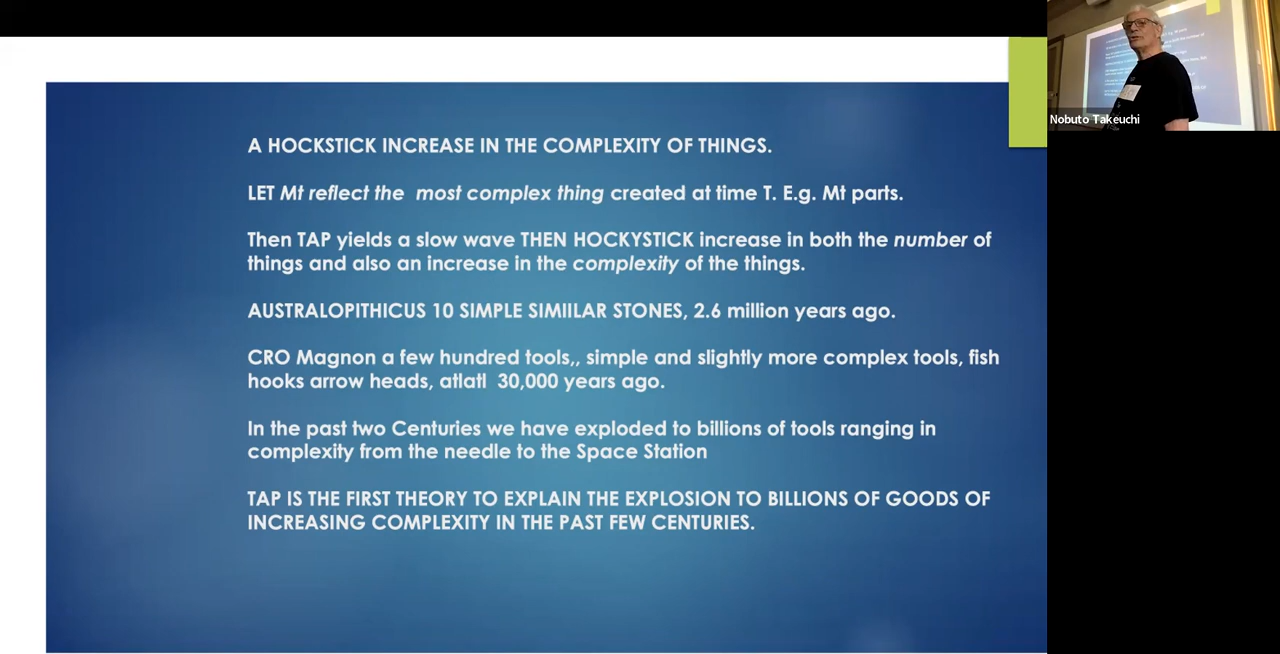 A HOCKSTICK INCREASE IN THE COMPLEXITY OF THINGS.
LET Mt reflect the most complex thing created at time T. E.g. Mt parts.
Then TAP yields a slow wave THEN HOCKYSTICK increase in both the number of
things and also an increase in the complexity of the things.
AUSTRALOPITHICUS 10 SIMPLE SIMIILAR STONES, 2.6 million years ago.
CRO Magnon a few hundred tools,, simple and slightly more complex tools, fish
hooks arrow heads, atlatl 30,000 years ago.
In the past two Centuries we have exploded to billions of tools ranging in
complexity from the needle to the Space Station
TAP IS THE FIRST THEORY TO EXPLAIN THE EXPLOSION TO BILLIONS OF GOODS OF
INCREASING COMPLEXITY IN THE PAST FEW CENTURIES.
Nobuto Takeuchi